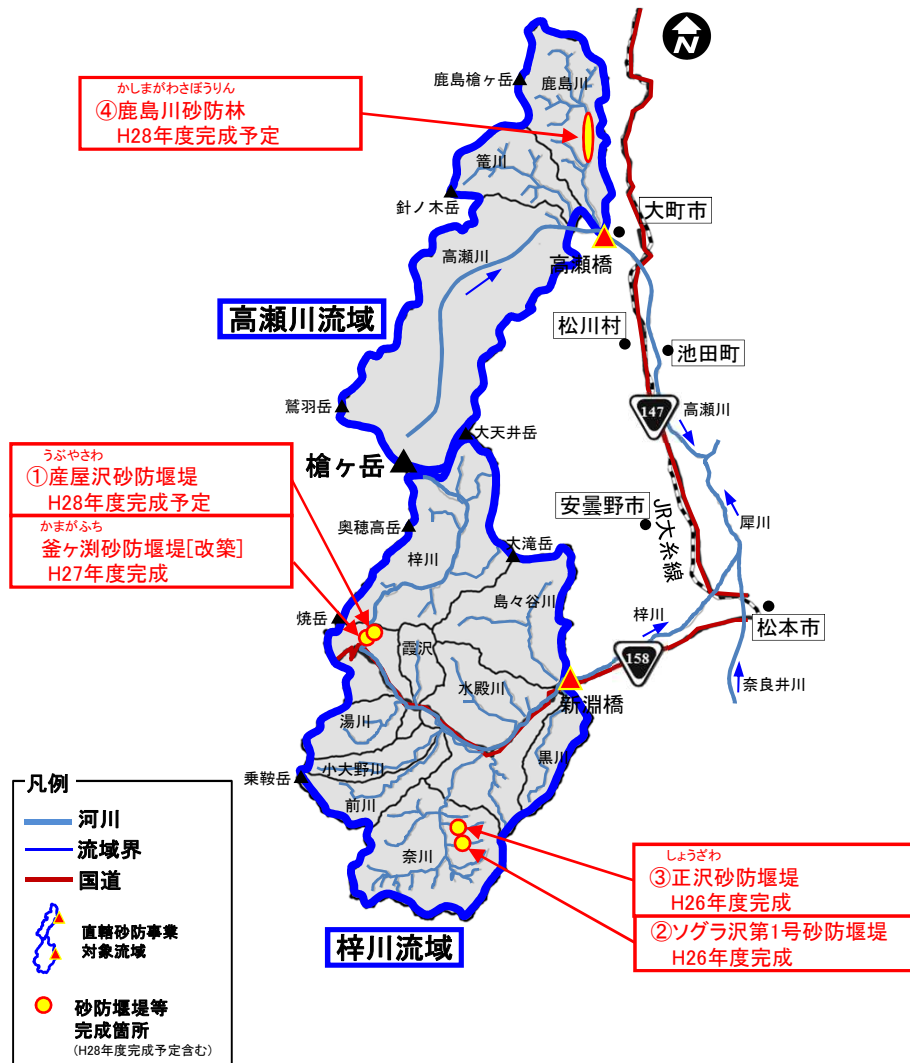 N
かしまがわさぼうりん
④鹿島川砂防林
H28年度完成予定
鹿島槍ヶ岳
鹿島川
篭川
針ノ木岳
大町市
高瀬川
高瀬橋
高瀬川流域
松川村
池田町
鷲羽岳
147
高瀬川
大天井岳
槍ヶ岳
うぶやさわ
①産屋沢砂防堰堤
H28年度完成予定
かまがふち
釜ヶ渕砂防堰堤[改築]
H27年度完成
安曇野市
JR大糸線
犀川
奥穂高岳
大滝岳
梓川
島々谷川
焼岳
梓川
松本市
霞沢
158
水殿川
新淵橋
奈良井川
湯川
黒川
小大野川
乗鞍岳
前川
奈川
しょうざわ
③正沢砂防堰堤
H26年度完成
②ソグラ沢第1号砂防堰堤
H26年度完成
梓川流域
凡例
河川
流域界
国道
直轄砂防事業
対象流域
砂防堰堤等
完成箇所
(H28年度完成予定含む)